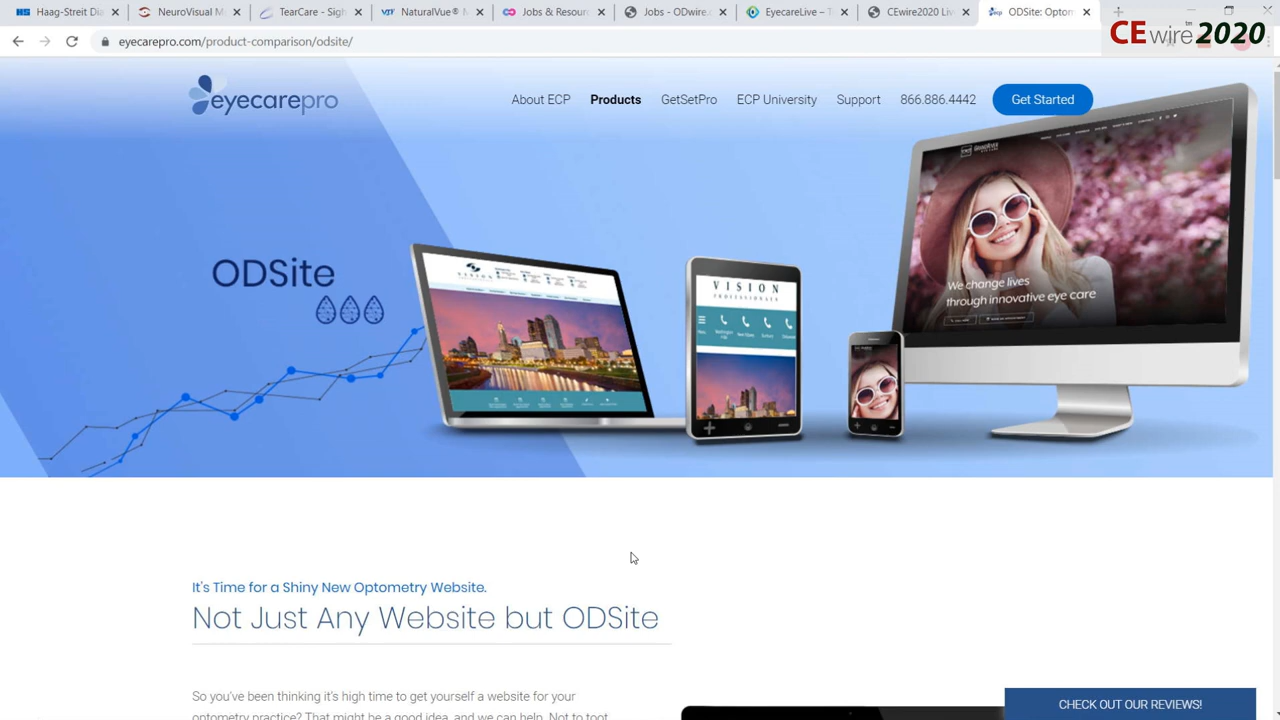 Haag-Streit Dia
NeuroVisual M
TearCare - Sigh
NaturalVue® M
Jobs & Resour
Jobs - ODwire.
EyecareLive – T
CEwire2020 Liv
ODSite: Optom
CEwire™2020
eyecarepro.com/product-comparison/odsite/
eyecarepro
About ECP
Products
GetSetPro
ECP University
Support
866.886.4442
Get Started
ODSite
VISION
PROFESSIONALS
We change lives
through innovative eye care
It's Time for a Shiny New Optometry Website.
Not Just Any Website but ODSite
So you've been thinking it's high time to get yourself a website for your
optometry practice? That might be a good idea, and we can help. Not to toot
CHECK OUT OUR REVIEWS!